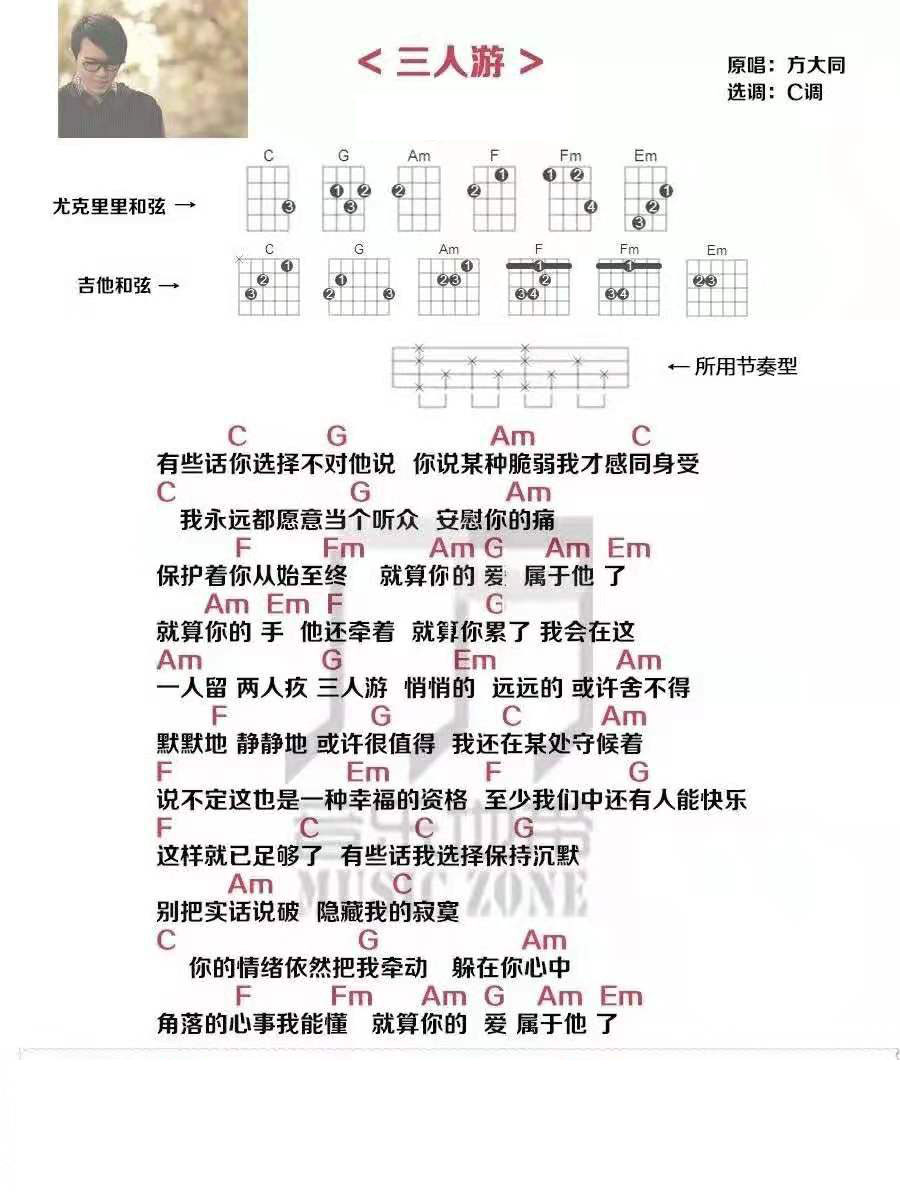 < 三人游 >
原唱：方大同
选调：C调
C G Am F Fm Em
尤克里里和弦 →
1 2 3
吉他和弦 →
C G Am F Fm Em
←所用节奏型
C G Am C
有些话你选择不对他说 你说某种脆弱我才感同身受
C G Am
我永远都愿意当个听众 安慰你的痛
F Fm Am G Am Em
保护着你从始至终 就算你的 爱 属于他 了
Am Em F G
就算你的 手 他还牵着 就算你累了 我会在这
Am G Em Am
一人留 两人疚 三人游 悄悄的 远远的 或许舍不得
F G C Am
默默地 静静地 或许很值得 我还在某处守候着
F Em F G
说不定这也是一种幸福的资格 至少我们中还有人能快乐
F C C G
这样就已足够了 有些话我选择保持沉默
Am C
别把实话说破 隐藏我的寂寞
C G Am
你的情绪依然把我牵动 躲在你心中
F Fm Am G Am Em
角落的心事我能懂 就算你的 爱 属于他 了
音乐地带
MUSIC ZONE